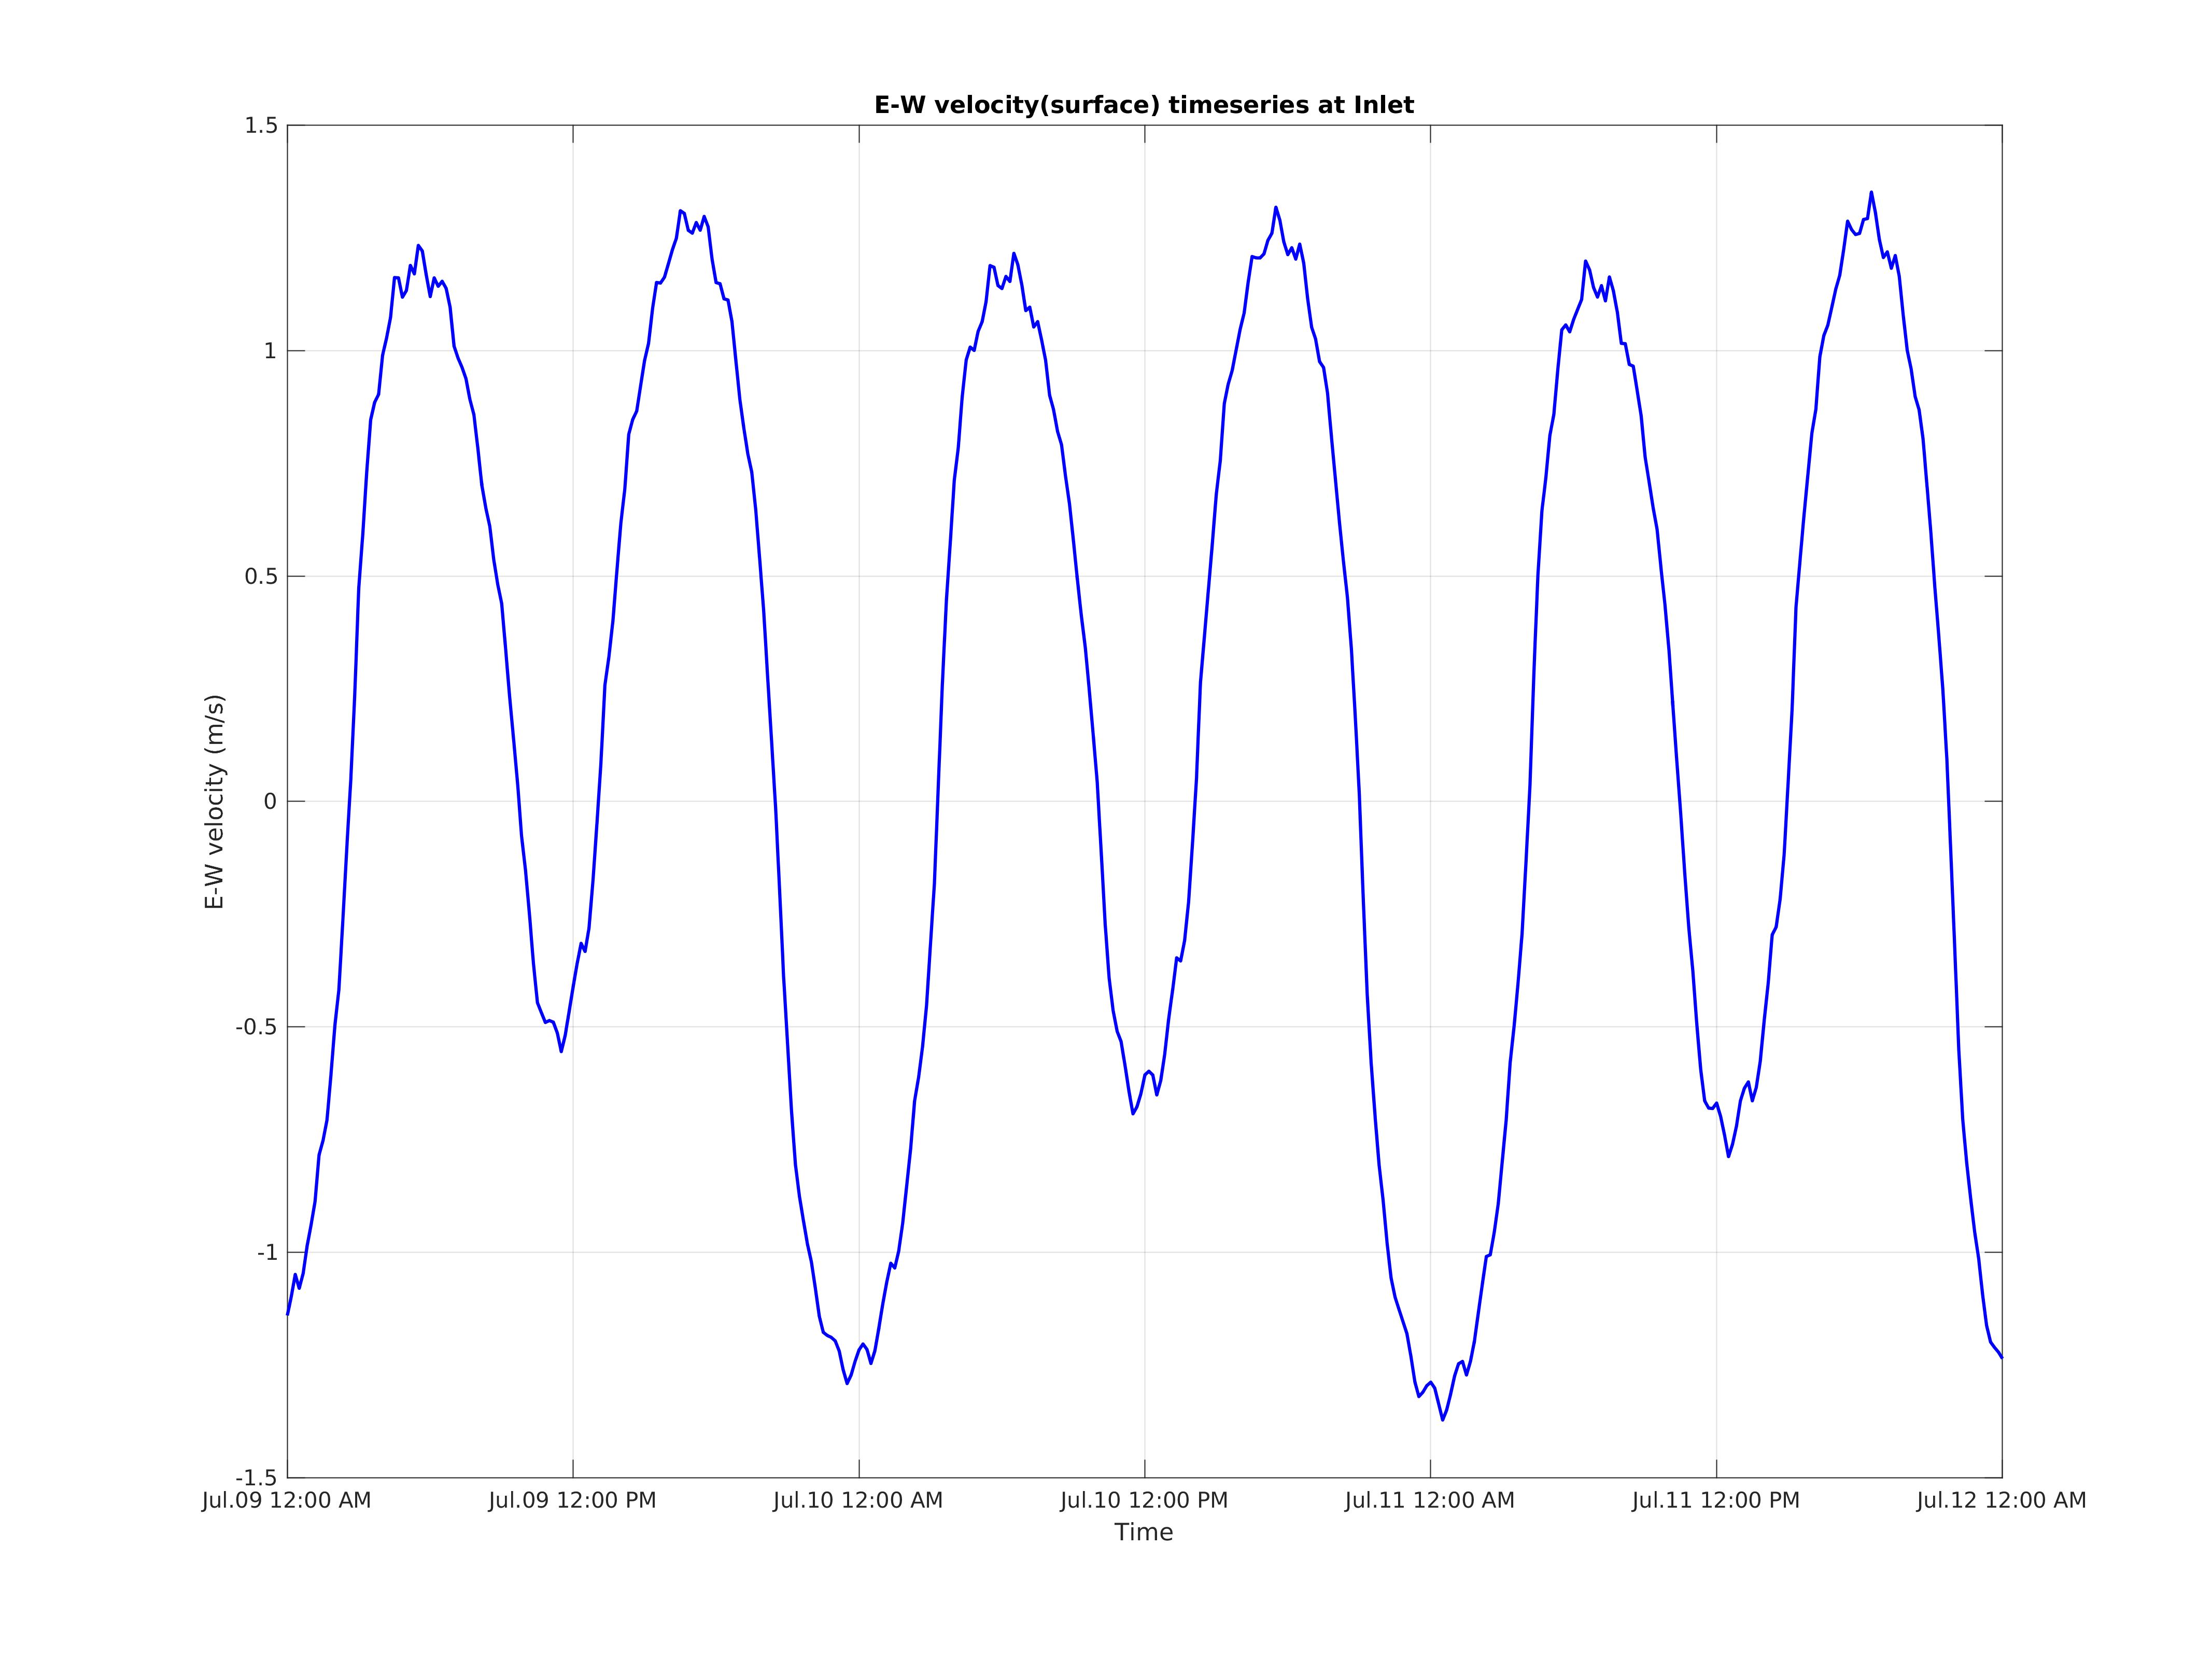 E-W velocity(surface) timeseries at Inlet
1.5
1
0.5
0
-0.5
-1
-1.5
E-W velocity (m/s)
Jul.09 12:00 AM Jul.09 12:00 PM Jul.10 12:00 AM Jul.10 12:00 PM Jul.11 12:00 AM Jul.11 12:00 PM Jul.12 12:00 AM
Time